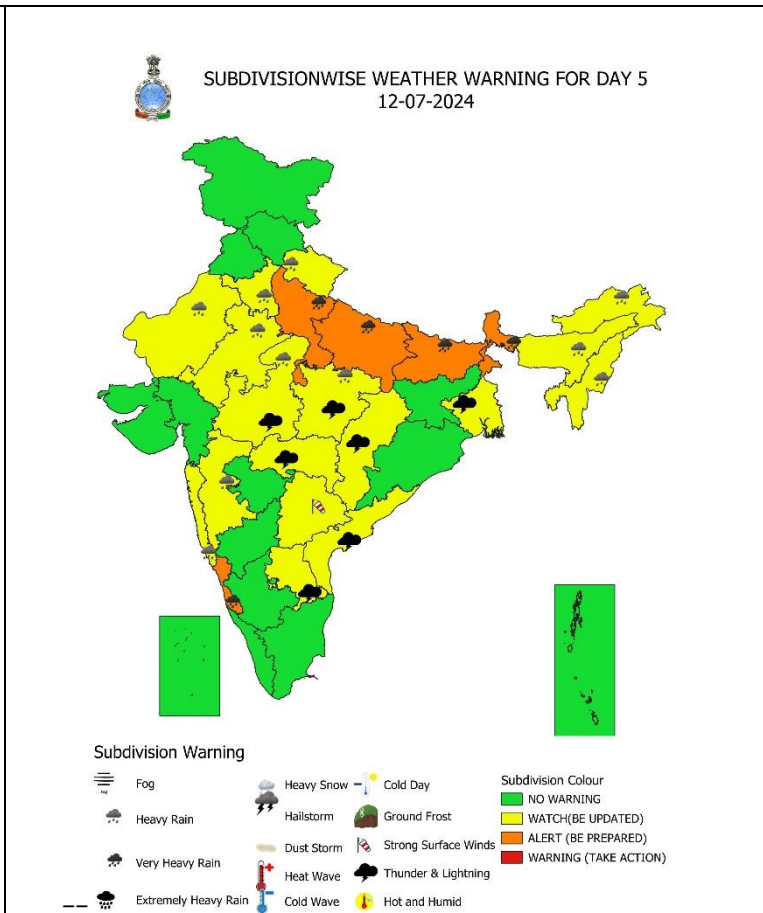 SUBDIVISIONWISE WEATHER WARNING FOR DAY 5
12-07-2024
Subdivision Warning
Fog
Heavy Rain
Very Heavy Rain
Extremely Heavy Rain
Heavy Snow
Hailstorm
Dust Storm
Heat Wave
Cold Wave
Cold Day
Ground Frost
Strong Surface Winds
Thunder & Lightning
Hot and Humid
Subdivision Colour
NO WARNING
WATCH(BE UPDATED)
ALERT (BE PREPARED)
WARNING (TAKE ACTION)